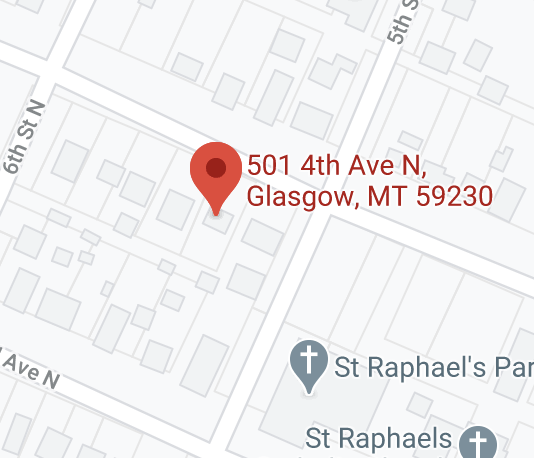 5th S
6th St N
501 4th Ave N,
Glasgow, MT 59230
Ave N
St Raphael's Par
St Raphaels